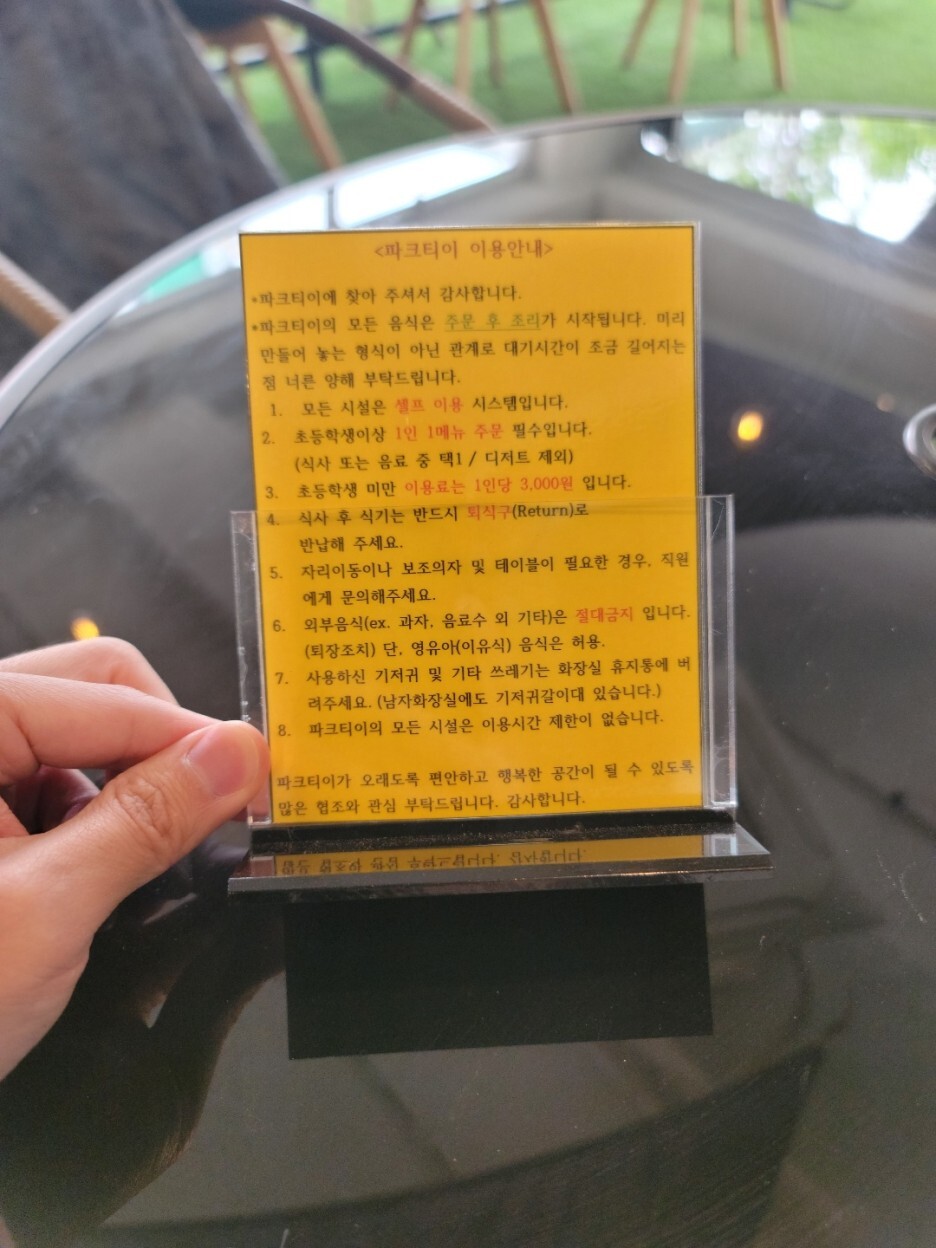 <파크티이 이용안내>
•파크티이에 찾아 주셔서 감사합니다.
•파크티이의 모든 음식은 주문 후 조리가 시작됩니다. 미리
만들어 놓는 형식이 아닌 관계로 대기시간이 조금 길어지는
점 너른 양해 부탁드립니다.
1. 모든 시설은 셀프 이용 시스템입니다.
2. 초등학생이상 1인 1메뉴 주문 필수입니다.
(식사 또는 음료 중 택1 / 디저트 제외)
3. 초등학생 미만 이용료는 1인당 3,000원 입니다.
4. 식사 후 식기는 반드시 퇴식구(Return)로
반납해 주세요.
5. 자리이동이나 보조의자 및 테이블이 필요한 경우, 직원
에게 문의해주세요.
6. 외부음식(ex. 과자, 음료수 외 기타)은 절대금지 입니다.
(퇴장조치) 단, 영유아(이유식) 음식은 허용.
7. 사용하신 기저귀 및 기타 쓰레기는 화장실 휴지통에 버
려주세요. (남자화장실에도 기저귀갈이대 있습니다.)
8. 파크티이의 모든 시설은 이용시간 제한이 없습니다.
파크티이가 오래도록 편안하고 행복한 공간이 될 수 있도록
많은 협조와 관심 부탁드립니다. 감사합니다.